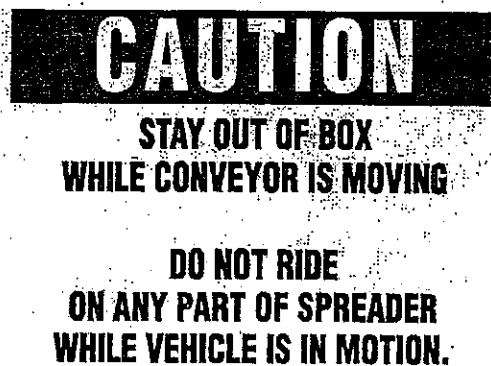 CAUTION
STAY OUT OF BOX
WHILE CONVEYOR IS MOVING
DO NOT RIDE
ON ANY PART OF SPREADER
WHILE VEHICLE IS IN MOTION.